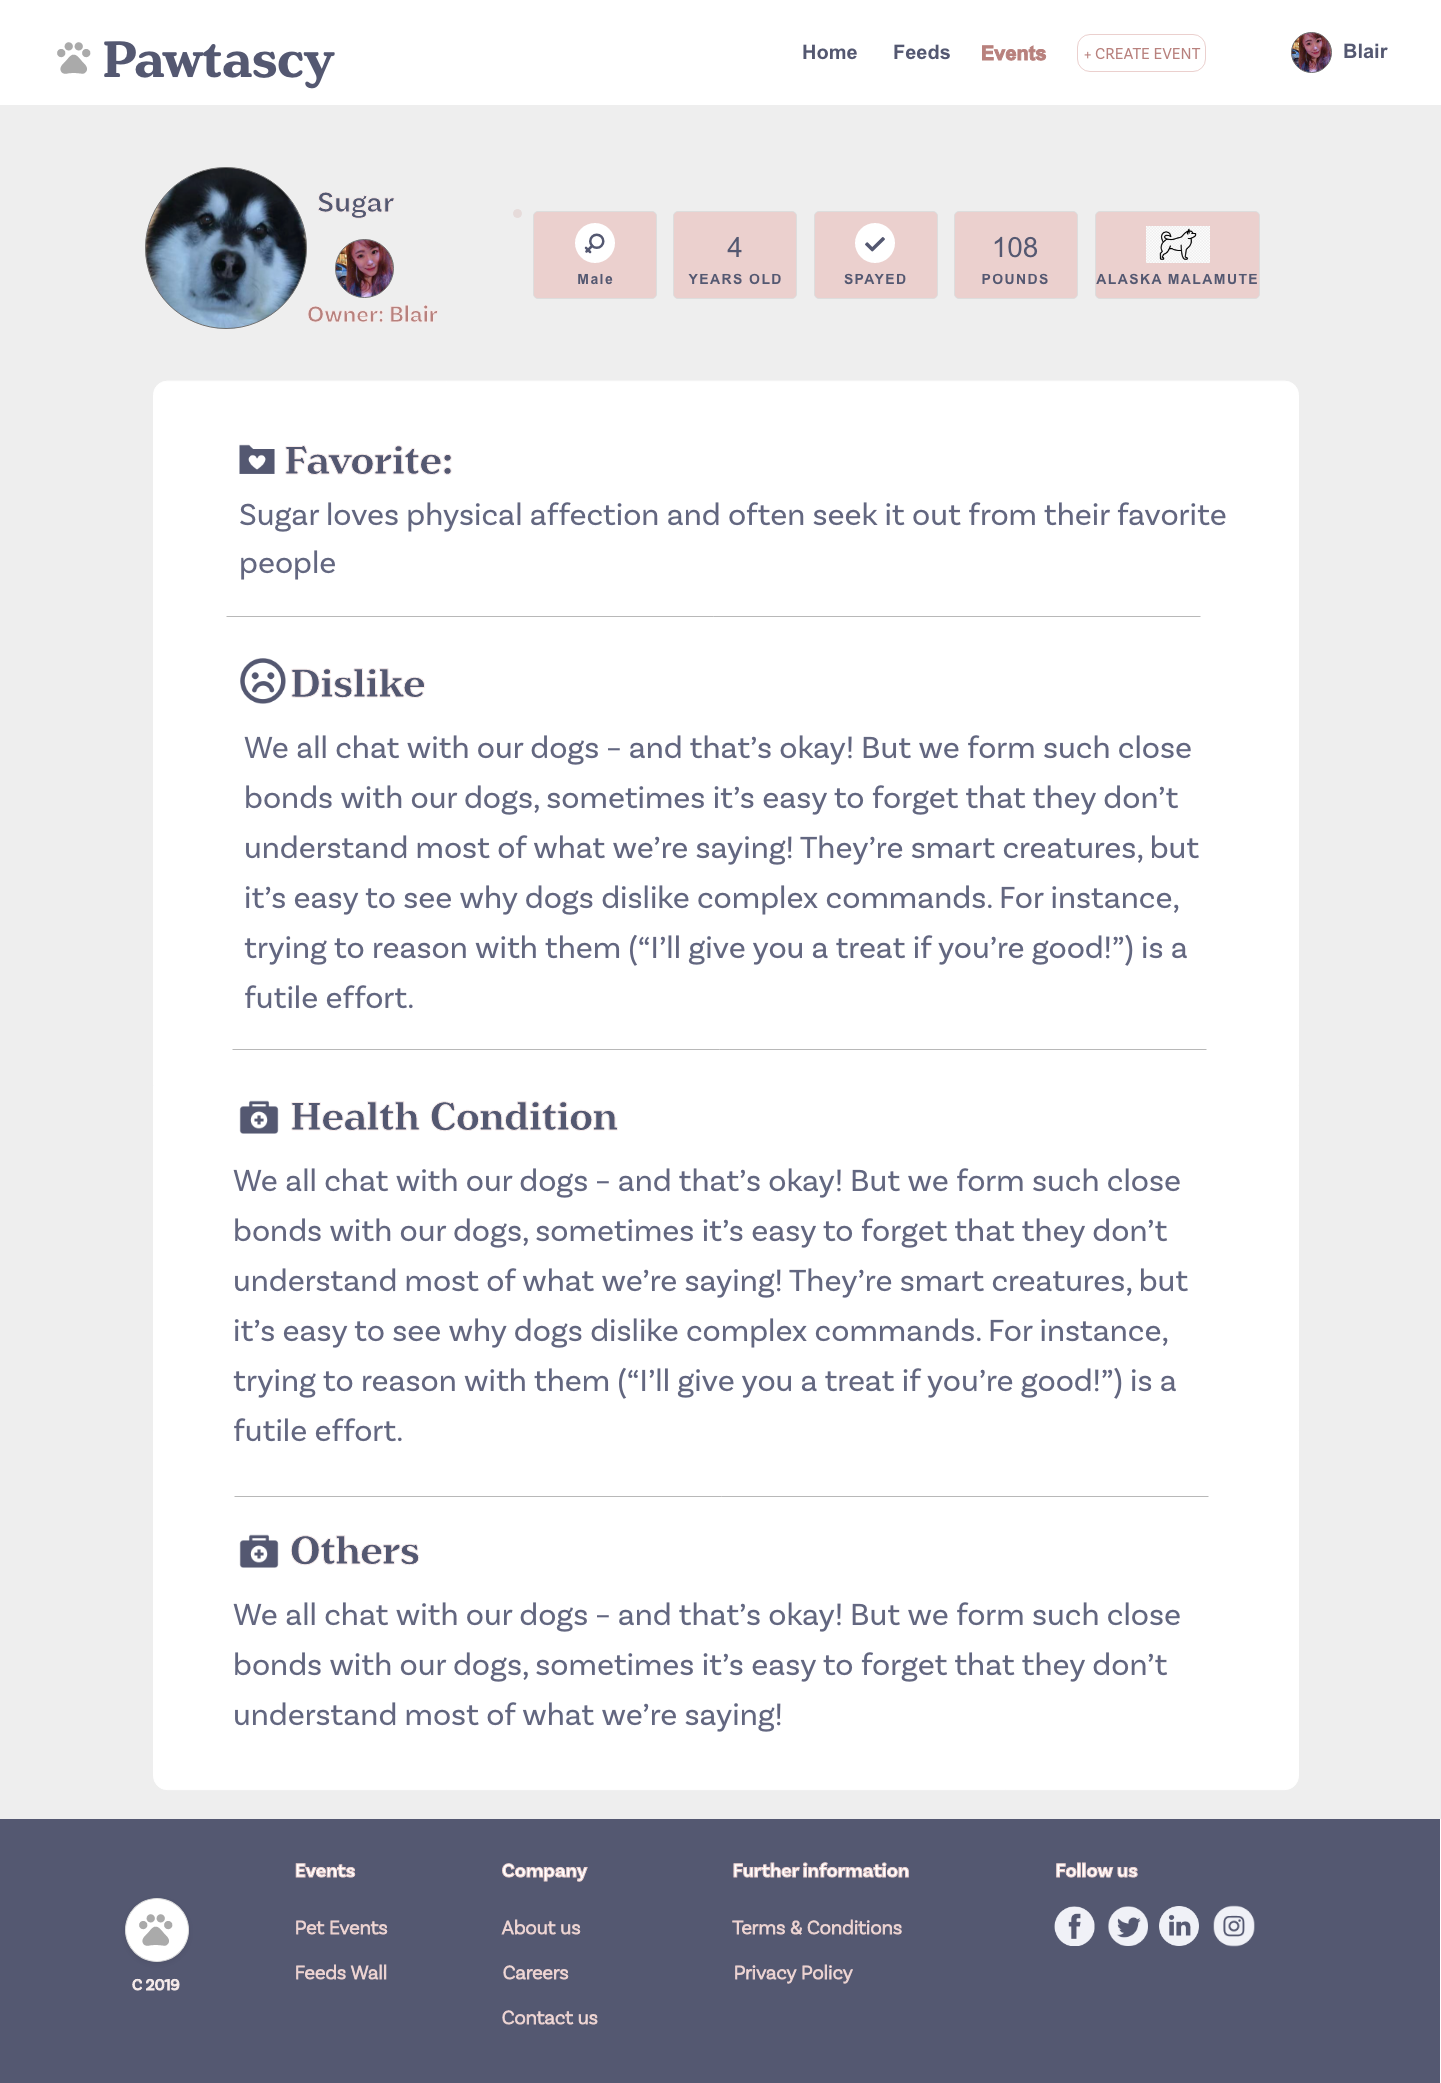 Pawtascy
Home
Feeds
Events
+ CREATE EVENT
Blair
Sugar
Owner: Blair
Male
4
YEARS OLD
SPAYED
108
POUNDS
ALASKA MALAMUTE
Favorite:
Sugar loves physical affection and often seek it out from their favorite
people
Dislike
We all chat with our dogs – and that’s okay! But we form such close
bonds with our dogs, sometimes it’s easy to forget that they don’t
understand most of what we’re saying! They’re smart creatures, but
it’s easy to see why dogs dislike complex commands. For instance,
trying to reason with them (“I’ll give you a treat if you’re good!”) is a
futile effort.
Health Condition
We all chat with our dogs – and that’s okay! But we form such close
bonds with our dogs, sometimes it’s easy to forget that they don’t
understand most of what we’re saying! They’re smart creatures, but
it’s easy to see why dogs dislike complex commands. For instance,
trying to reason with them (“I’ll give you a treat if you’re good!”) is a
futile effort.
Others
We all chat with our dogs – and that’s okay! But we form such close
bonds with our dogs, sometimes it’s easy to forget that they don’t
understand most of what we’re saying!
C 2019
Events
Pet Events
Feeds Wall
Company
About us
Careers
Contact us
Further information
Terms & Conditions
Privacy Policy
Follow us